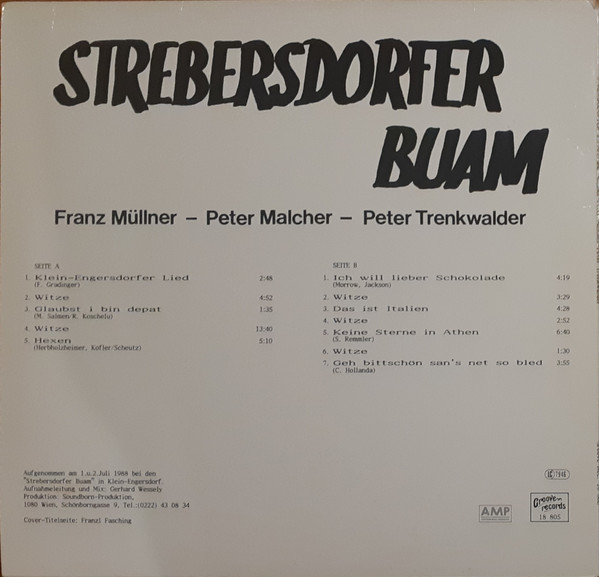 STREBERSDORFER
BUAM
Franz Müllner – Peter Malcher – Peter Trenkwalder
SEITE A
1. Klein-Engersdorfer Lied 2:48
(F. Gradinger)
2. Witze 4:52
3. Glaubst i bin depat 1:35
(M. Salmon/R. Koschelu)
4. Witze 13:40
5. Hexen 5:10
(Herbholzheimer, Kofler/Scheutz)
SEITE B
1. Ich will lieber Schokolade 4:19
(Morrow, Jackson)
2. Witze 3:29
3. Das ist Italien 4:28
4. Witze 2:52
5. Keine Sterne in Athen 6:40
(S. Remmler)
6. Witze 1:30
7. Geh bittschön san's net so bled 3:55
(C. Hollanda)
Aufgenommen am 1.u.2.Juli 1988 bei den
"Strebersdorfer Buam" in Klein-Engersdorf.
Aufnahmeleitung und Mix: Gerhard Wessely
Produktion: Soundborn-Produktion,
1080 Wien, Schönborngasse 9, Tel.:(0222) 43 08 34
Cover-Titelseite: Franzi Fasching
LC 7946
AMP
Groove-
records
18 805